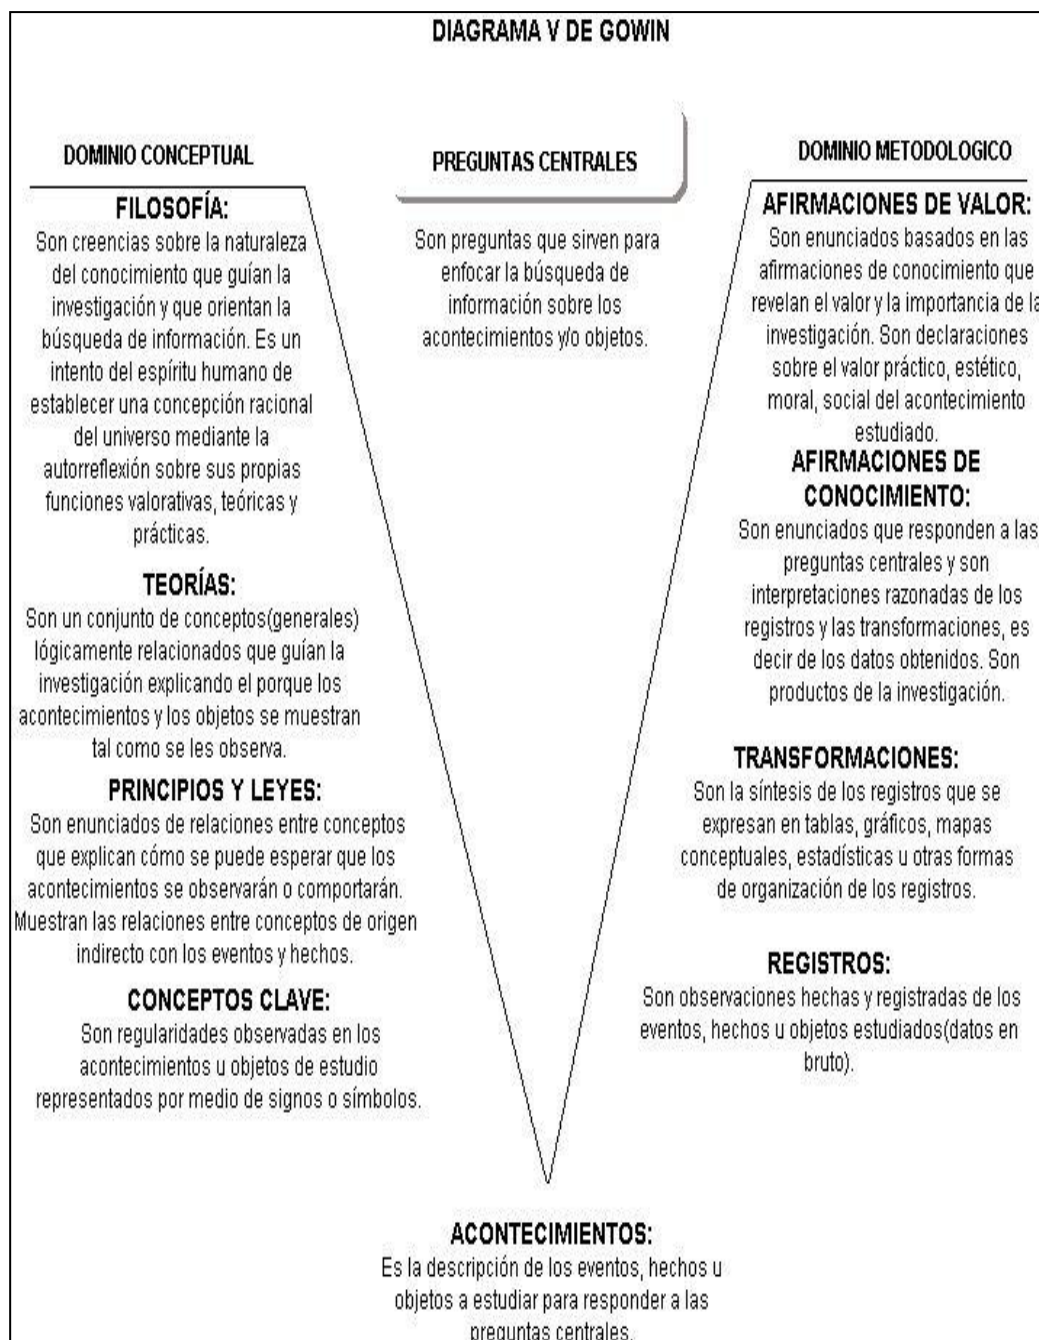 DIAGRAMA V DE GOWIN
DOMINIO CONCEPTUAL
FILOSOFÍA:
Son creencias sobre la naturaleza
del conocimiento que guían la
investigación y que orientan la
búsqueda de información. Es un
intento del espíritu humano de
establecer una concepción racional
del universo mediante la
autorreflexión sobre sus propias
funciones valorativas, teóricas y
prácticas.
TEORÍAS:
Son un conjunto de conceptos(generales)
lógicamente relacionados que guían la
investigación explicando el porque los
acontecimientos y los objetos se muestran
tal como se les observa.
PRINCIPIOS Y LEYES:
Son enunciados de relaciones entre conceptos
que explican cómo se puede esperar que los
acontecimientos se observarán o comportarán.
Muestran las relaciones entre conceptos de origen
indirecto con los eventos y hechos.
CONCEPTOS CLAVE:
Son regularidades observadas en los
acontecimientos u objetos de estudio
representados por medio de signos o símbolos.
PREGUNTAS CENTRALES
Son preguntas que sirven para
enfocar la búsqueda de
información sobre los
acontecimientos y/o objetos.
DOMINIO METODOLOGICO
AFIRMACIONES DE VALOR:
Son enunciados basados en las
afirmaciones de conocimiento que
revelan el valor y la importancia de la
investigación. Son declaraciones
sobre el valor práctico, estético,
moral, social del acontecimiento
estudiado.
AFIRMACIONES DE
CONOCIMIENTO:
Son enunciados que responden a las
preguntas centrales y son
interpretaciones razonadas de los
registros y las transformaciones, es
decir de los datos obtenidos. Son
productos de la investigación.
TRANSFORMACIONES:
Son la síntesis de los registros que se
expresan en tablas, gráficos, mapas
conceptuales, estadísticas u otras formas
de organización de los registros.
REGISTROS:
Son observaciones hechas y registradas de los
eventos, hechos u objetos estudiados(datos en
bruto).
ACONTECIMIENTOS:
Es la descripción de los eventos, hechos u
objetos a estudiar para responder a las
preguntas centrales.